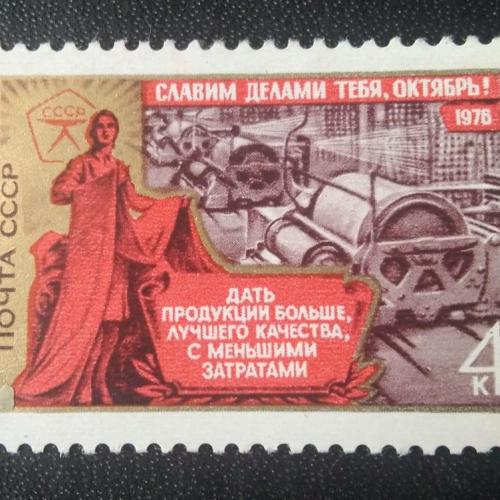 СЛАВИМ ДЕЛАМИ ТЕБЯ, ОКТЯБРЬ!
1976
СССР
ПОЧТА СССР
ДАТЬ
ПРОДУКЦИИ БОЛЬШЕ,
ЛУЧШЕГО КАЧЕСТВА,
С МЕНЬШИМИ
ЗАТРАТАМИ
4
К